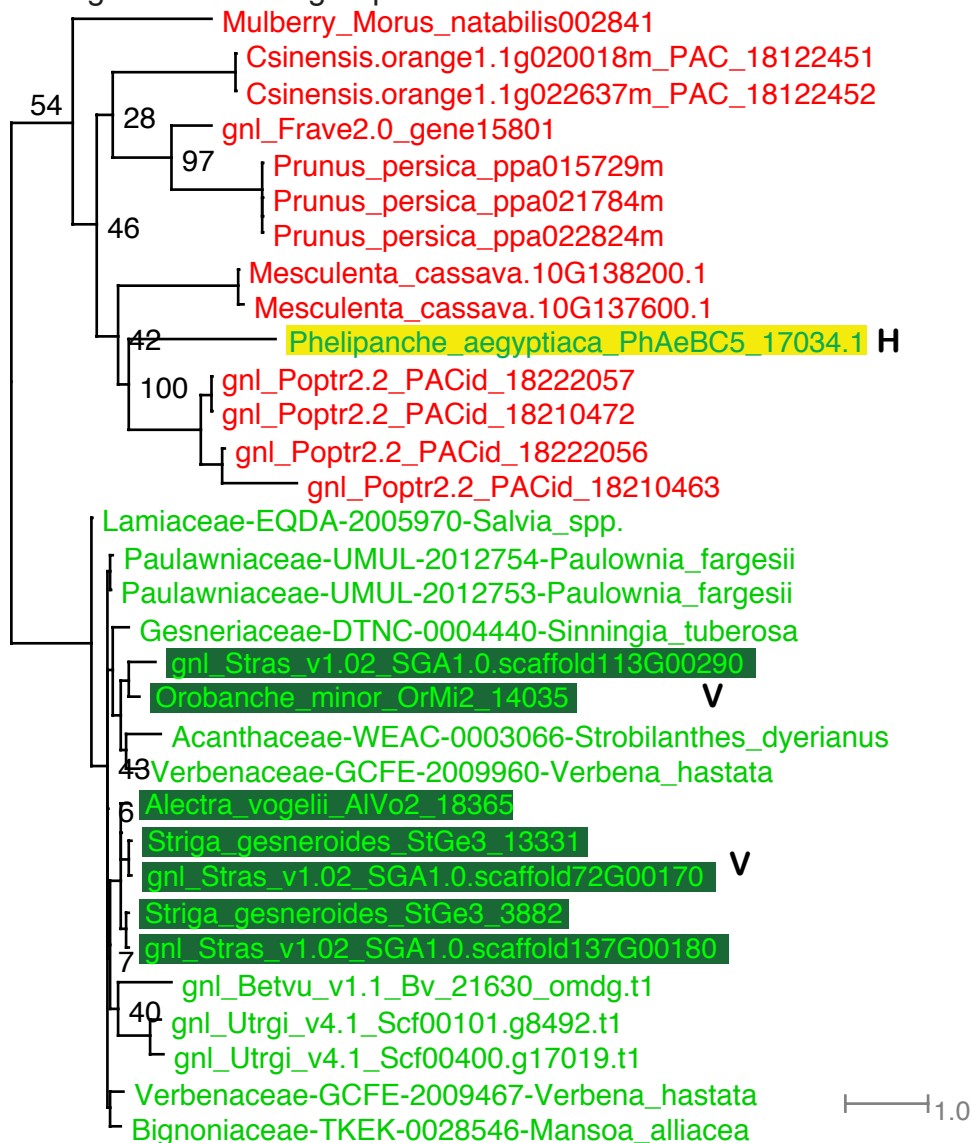 Mulberry_Morus_natabilis002841
Csinensis.orange1.1g020018m_PAC_18122451
54
28
Csinensis.orange1.1g022637m_PAC_18122452
gnl_Frave2.0_gene15801
97
Prunus_persica_ppa015729m
Prunus_persica_ppa021784m
46
Prunus_persica_ppa022824m
Mesculenta_cassava.10G138200.1
Mesculenta_cassava.10G137600.1
42
Phelipanche_aegyptiaca_PhAeBC5_17034.1 H
100
gnl_Poptr2.2_PACid_18222057
gnl_Poptr2.2_PACid_18210472
gnl_Poptr2.2_PACid_18222056
gnl_Poptr2.2_PACid_18210463
Lamiaceae-EQDA-2005970-Salvia_spp.
Paulawniaceae-UMUL-2012754-Paulownia_fargesii
Paulawniaceae-UMUL-2012753-Paulownia_fargesii
Gesneriaceae-DTNC-0004440-Sinningia_tuberosa
gnl_Stras_v1.02_SGA1.0.scaffold113G00290
Orobanche_minor_OrMi2_14035
V
Acanthaceae-WEAC-0003066-Strobilanthes_dyerianus
43
Verbenaceae-GCFE-2009960-Verbena_hastata
6
Alectra_vogelii_AlVo2_18365
Striga_gesneroides_StGe3_13331
V
gnl_Stras_v1.02_SGA1.0.scaffold72G00170
Striga_gesneroides_StGe3_3882
7
gnl_Stras_v1.02_SGA1.0.scaffold137G00180
gnl_Betvu_v1.1_Bv_21630_omdg.t1
40
gnl_Utrgi_v4.1_Scf00101.g8492.t1
gnl_Utrgi_v4.1_Scf00400.g17019.t1
Verbenaceae-GCFE-2009467-Verbena_hastata
1.0
Bignoniaceae-TKEK-0028546-Mansoa_alliacea